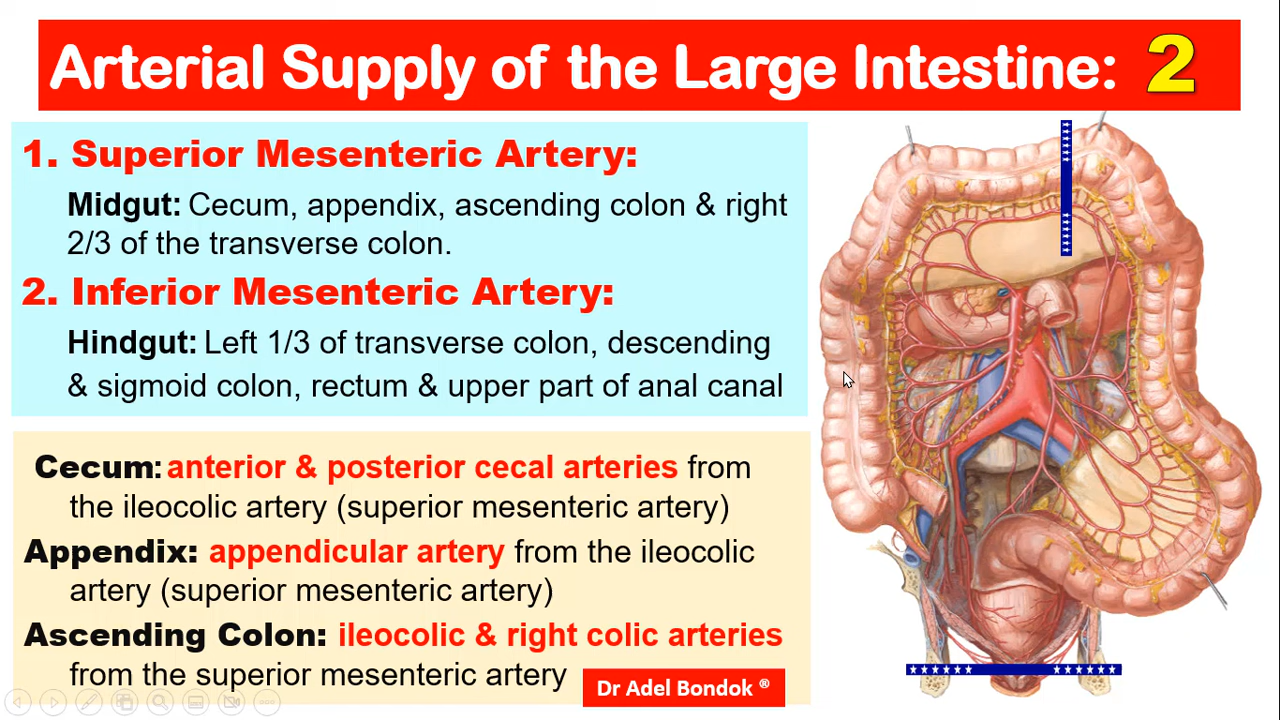 Arterial Supply of the Large Intestine: 2
1. Superior Mesenteric Artery:
Midgut: Cecum, appendix, ascending colon & right
2/3 of the transverse colon.
2. Inferior Mesenteric Artery:
Hindgut: Left 1/3 of transverse colon, descending
& sigmoid colon, rectum & upper part of anal canal
Cecum: anterior & posterior cecal arteries from
the ileocolic artery (superior mesenteric artery)
Appendix: appendicular artery from the ileocolic
artery (superior mesenteric artery)
Ascending Colon: ileocolic & right colic arteries
from the superior mesenteric artery
Dr Adel Bondok ®